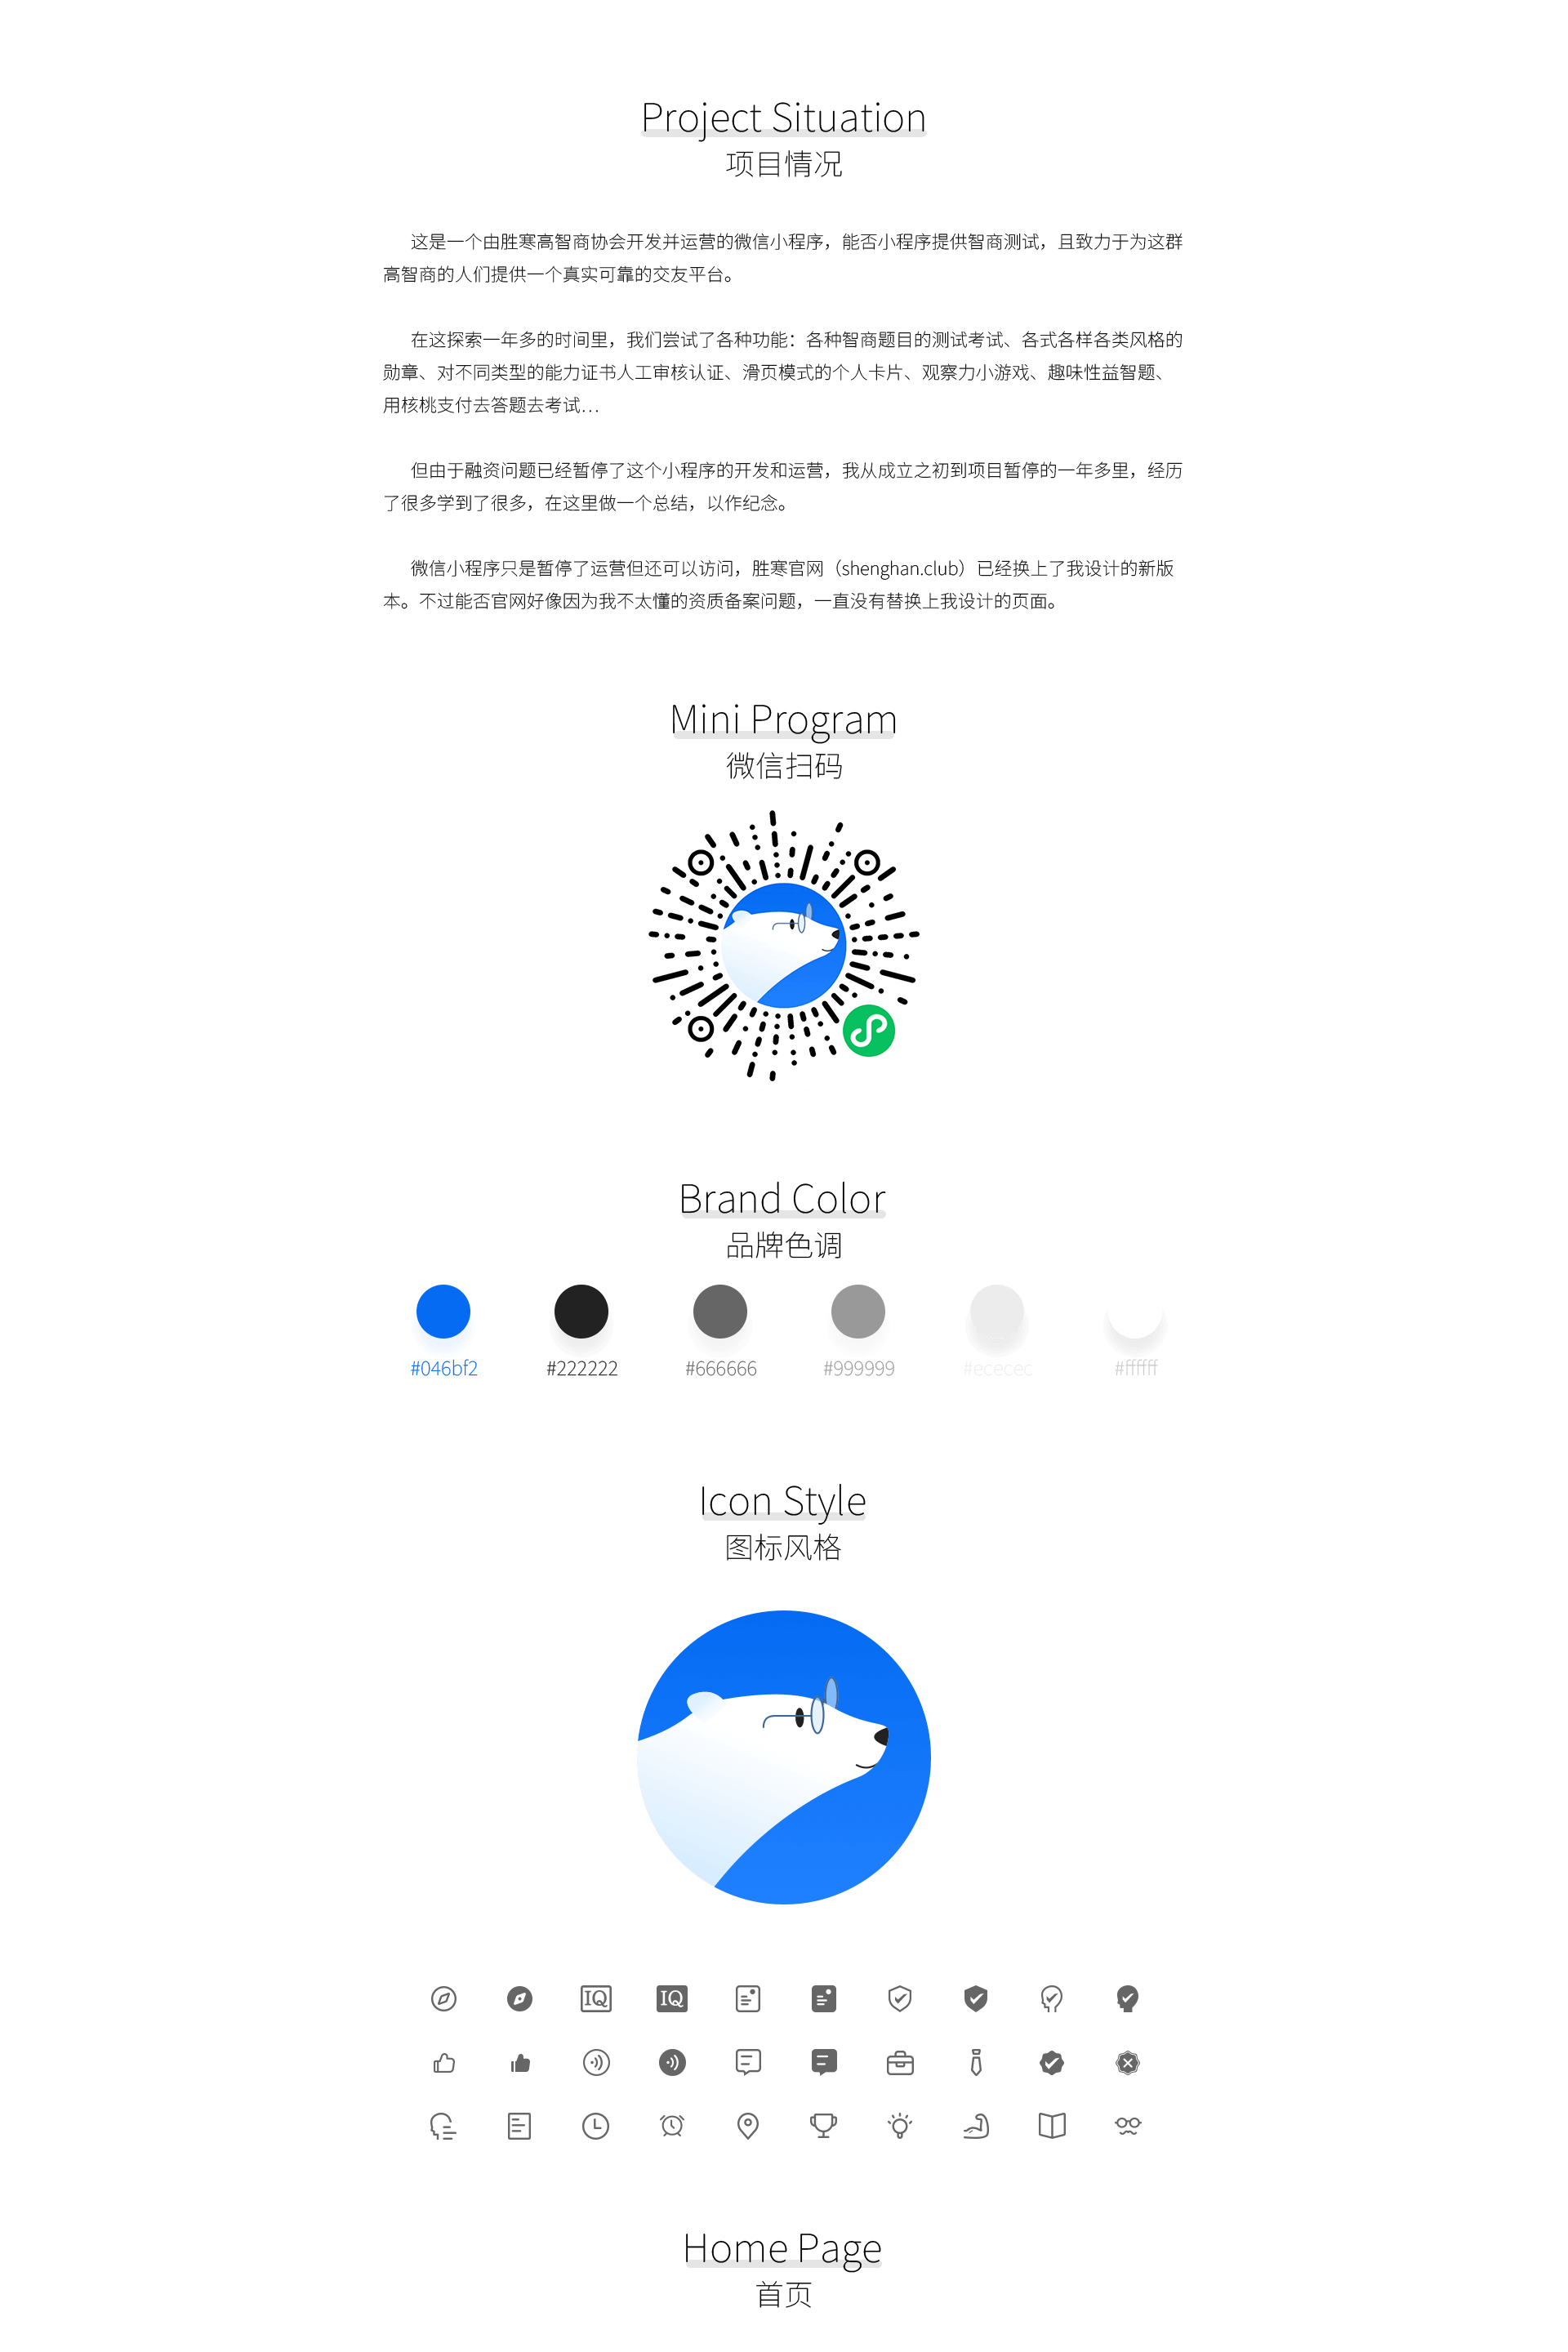 Project Situation
项目情况
这是一个由胜寒高智商协会开发并运营的微信小程序，能否小程序提供智商测试，且致力于为这群
高智商的人们提供一个真实可靠的交友平台。
在这探索一年多的时间里，我们尝试了各种功能：各种智商题目的测试考试、各式各样各类风格的
勋章、对不同类型的能力证书人工审核认证、滑页模式的个人卡片、观察力小游戏、趣味性益智题、
用核桃支付去答题去考试…
但由于融资问题已经暂停了这个小程序的开发和运营，我从成立之初到项目暂停的一年多里，经历
了很多学到了很多，在这里做一个总结，以作纪念。
微信小程序只是暂停了运营但还可以访问，胜寒官网（shenghan.club）已经换上了我设计的新版
本。不过能否官网好像因为我不太懂的资质备案问题，一直没有替换上我设计的页面。
Mini Program
微信扫码
Brand Color
品牌色调
#046bf2 #222222 #666666 #999999 #ececec #ffffff
Icon Style
图标风格
IQ IQ
Home Page
首页